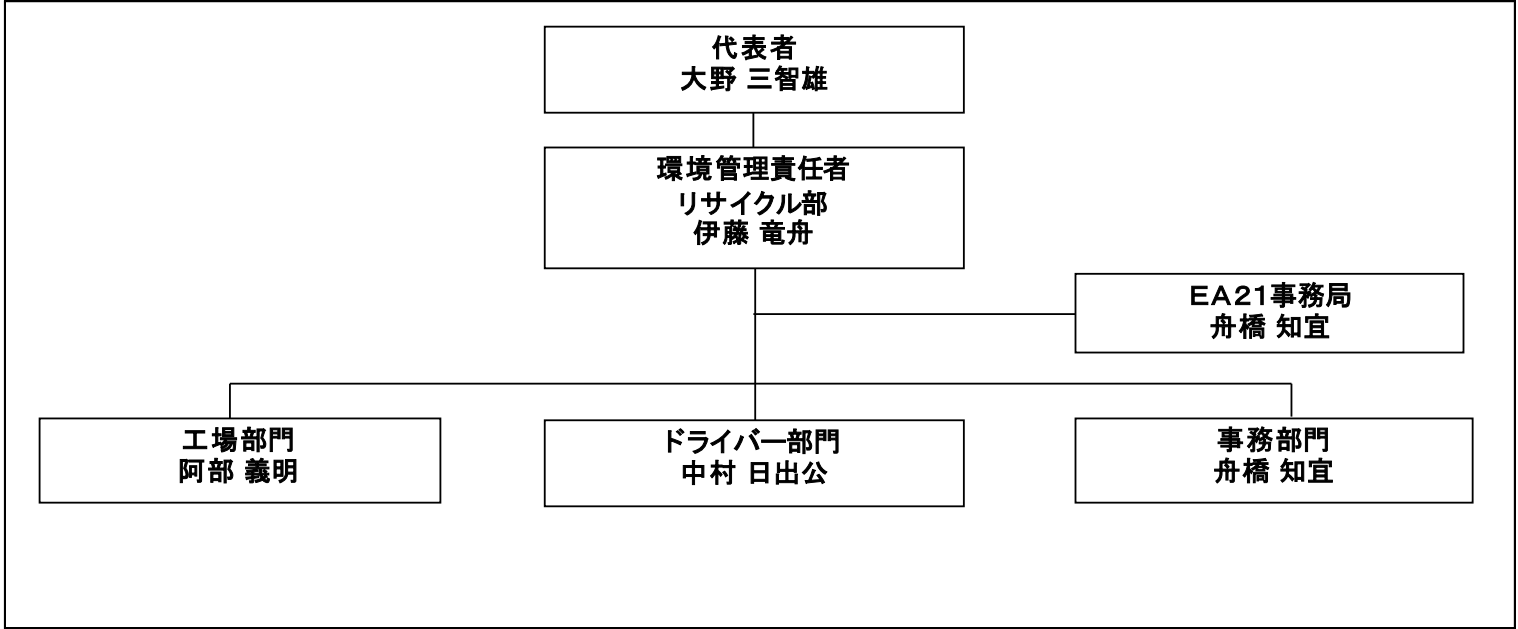 代表者
大野 三智雄
環境管理責任者
リサイクル部
伊藤 竜舟
EA21事務局
舟橋 知宜
工場部門
阿部 義明
ドライバー部門
中村 日出公
事務部門
舟橋 知宜